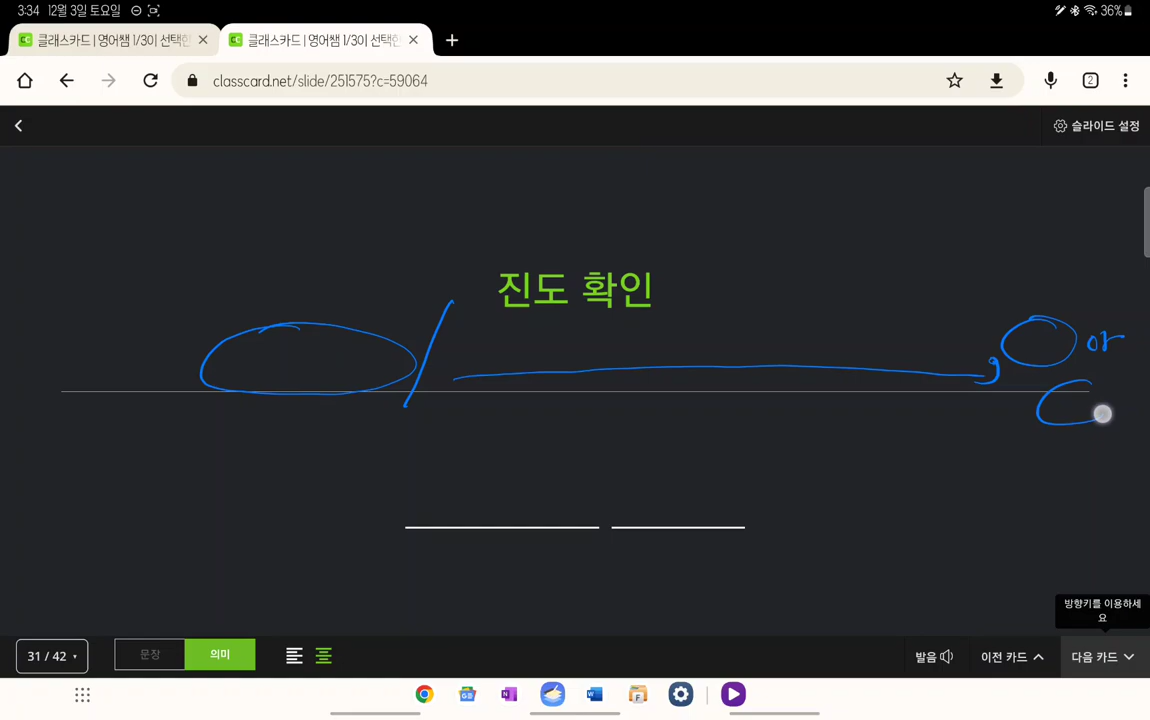 3:34 12월 3일 토요일 36%
클래스카드 | 영어쌤 1/30| 선택한 클래스카드 | 영어쌤 1/30| 선택한
classcard.net/slide/251575?c=59064 2
슬라이드 설정
진도 확인
, or
방향키를 이용하세요
31 / 42 문장 의미 발음 이전 카드 다음 카드